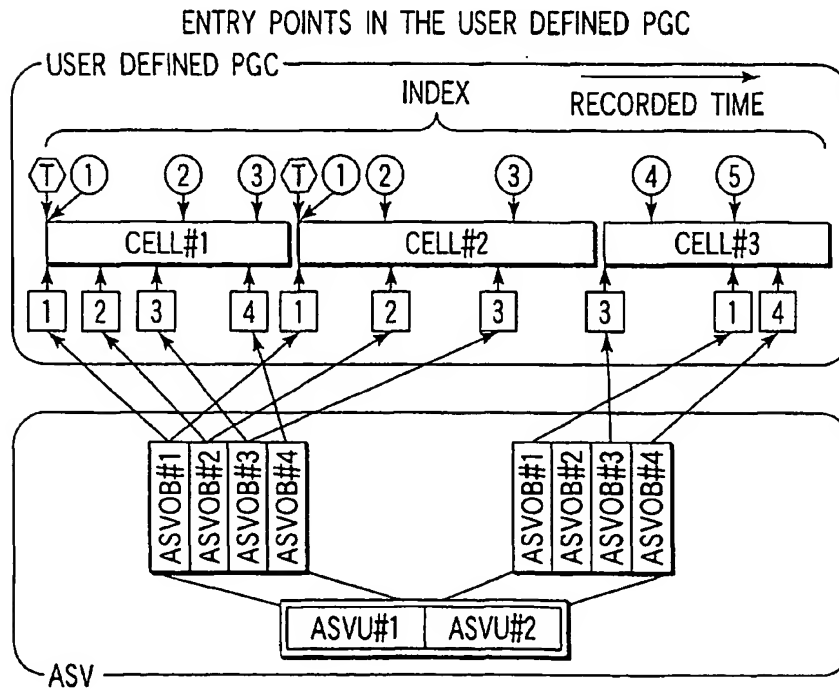 ENTRY POINTS IN THE USER DEFINED PGC
USER DEFINED PGC
INDEX
RECORDED TIME
T 1 2 3 T 1 2 3 4 5
CELL#1 CELL#2 CELL#3
1 2 3 4 1 2 3 3 1 4
ASVOB#1 ASVOB#2 ASVOB#3 ASVOB#4 ASVOB#1 ASVOB#2 ASVOB#3 ASVOB#4
ASVU#1 ASVU#2
ASV